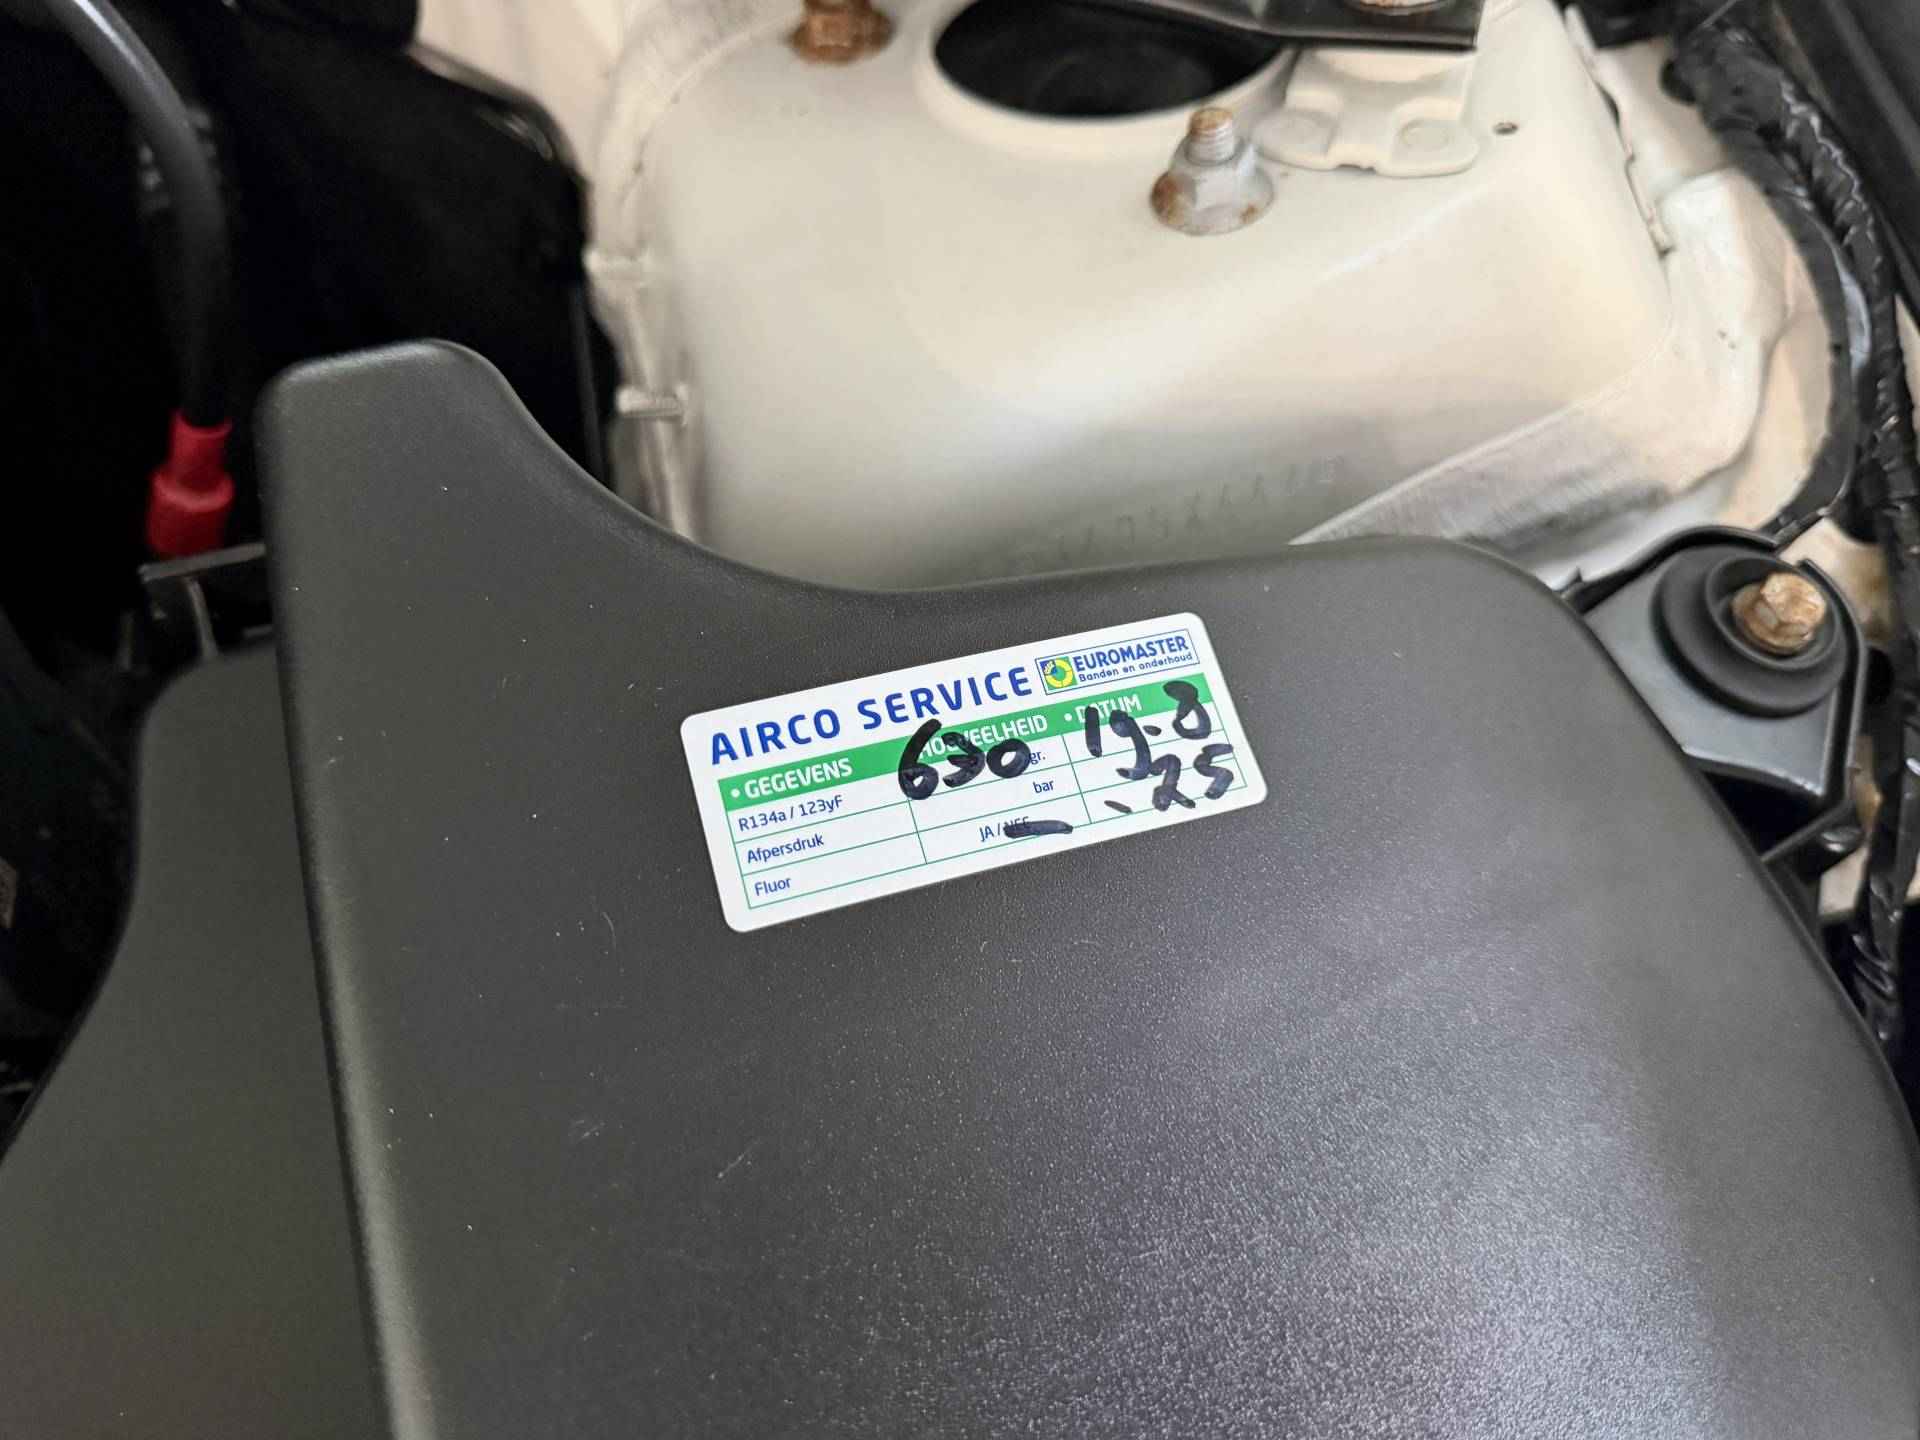 AIRCO SERVICE EUROMASTER
Banden en onderhoud
• GEGEVENS HOEVEELHEID • DATUM
R134a / 123yF 630 gr. 19-8
Afpersdruk bar -25
Fluor JA / NEE